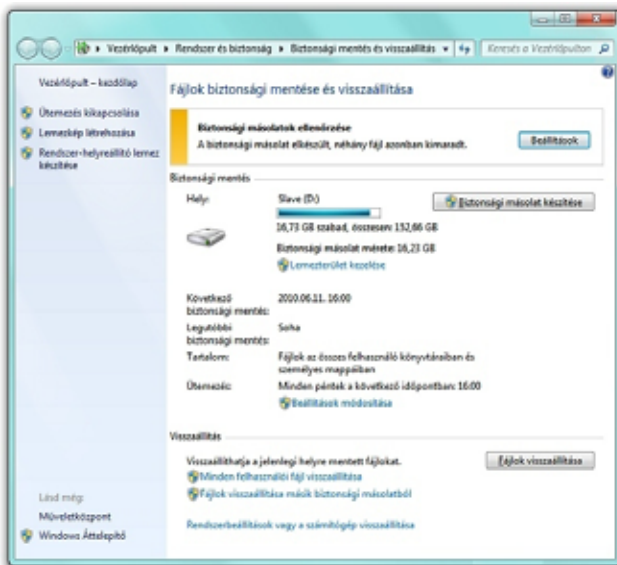 Vezérlőpult ▸ Rendszer és biztonság ▸ Biztonsági mentés és visszaállítás
Keresés a Vezérlőpulton
Vezérlőpult – kezdőlap
Ütemezés kikapcsolása
Lemezkép létrehozása
Rendszer-helyreállító lemez
készítése
Fájlok biztonsági mentése és visszaállítása
Biztonsági másolatok ellenőrzése
A biztonsági másolat elkészült, néhány fájl azonban kimaradt.
Beállítások
Biztonsági mentés
Hely:
Slave (D:)
Biztonsági másolat készítése
16,73 GB szabad, összesen: 152,66 GB
Biztonsági másolat mérete: 16,23 GB
Lemezterület kezelése
Következő
biztonsági mentés:
2010.06.11. 16:00
Legutóbbi
biztonsági mentés:
Soha
Tartalom:
Fájlok az összes felhasználó könyvtáraiban és
személyes mappáiban
Ütemezés:
Minden péntek a következő időpontban: 16:00
Beállítások módosítása
Visszaállítás
Visszaállíthatja a jelenlegi helyre mentett fájlokat.
Fájlok visszaállítása
Minden felhasználói fájl visszaállítása
Fájlok visszaállítása másik biztonsági másolatból
Rendszerbeállítások vagy a számítógép visszaállítása
Lásd még:
Műveletközpont
Windows Áttelepítő